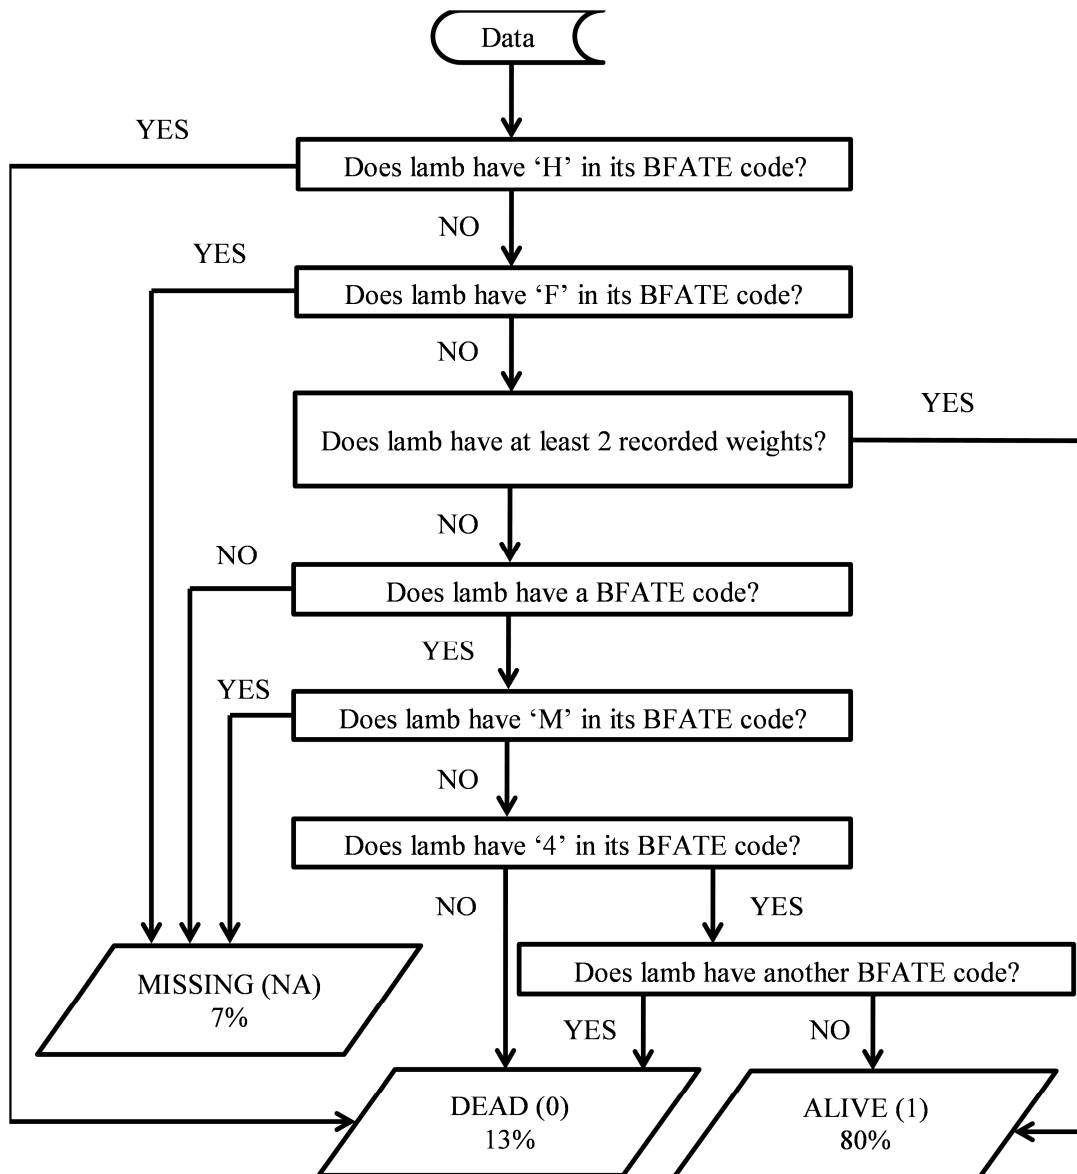 Data
YES
Does lamb have ‘H’ in its BFATE code?
NO
YES
Does lamb have ‘F’ in its BFATE code?
NO
YES
Does lamb have at least 2 recorded weights?
NO
NO
Does lamb have a BFATE code?
YES
YES
Does lamb have ‘M’ in its BFATE code?
NO
Does lamb have ‘4’ in its BFATE code?
NO
YES
Does lamb have another BFATE code?
MISSING (NA)
7%
YES
NO
DEAD (0)
13%
ALIVE (1)
80%